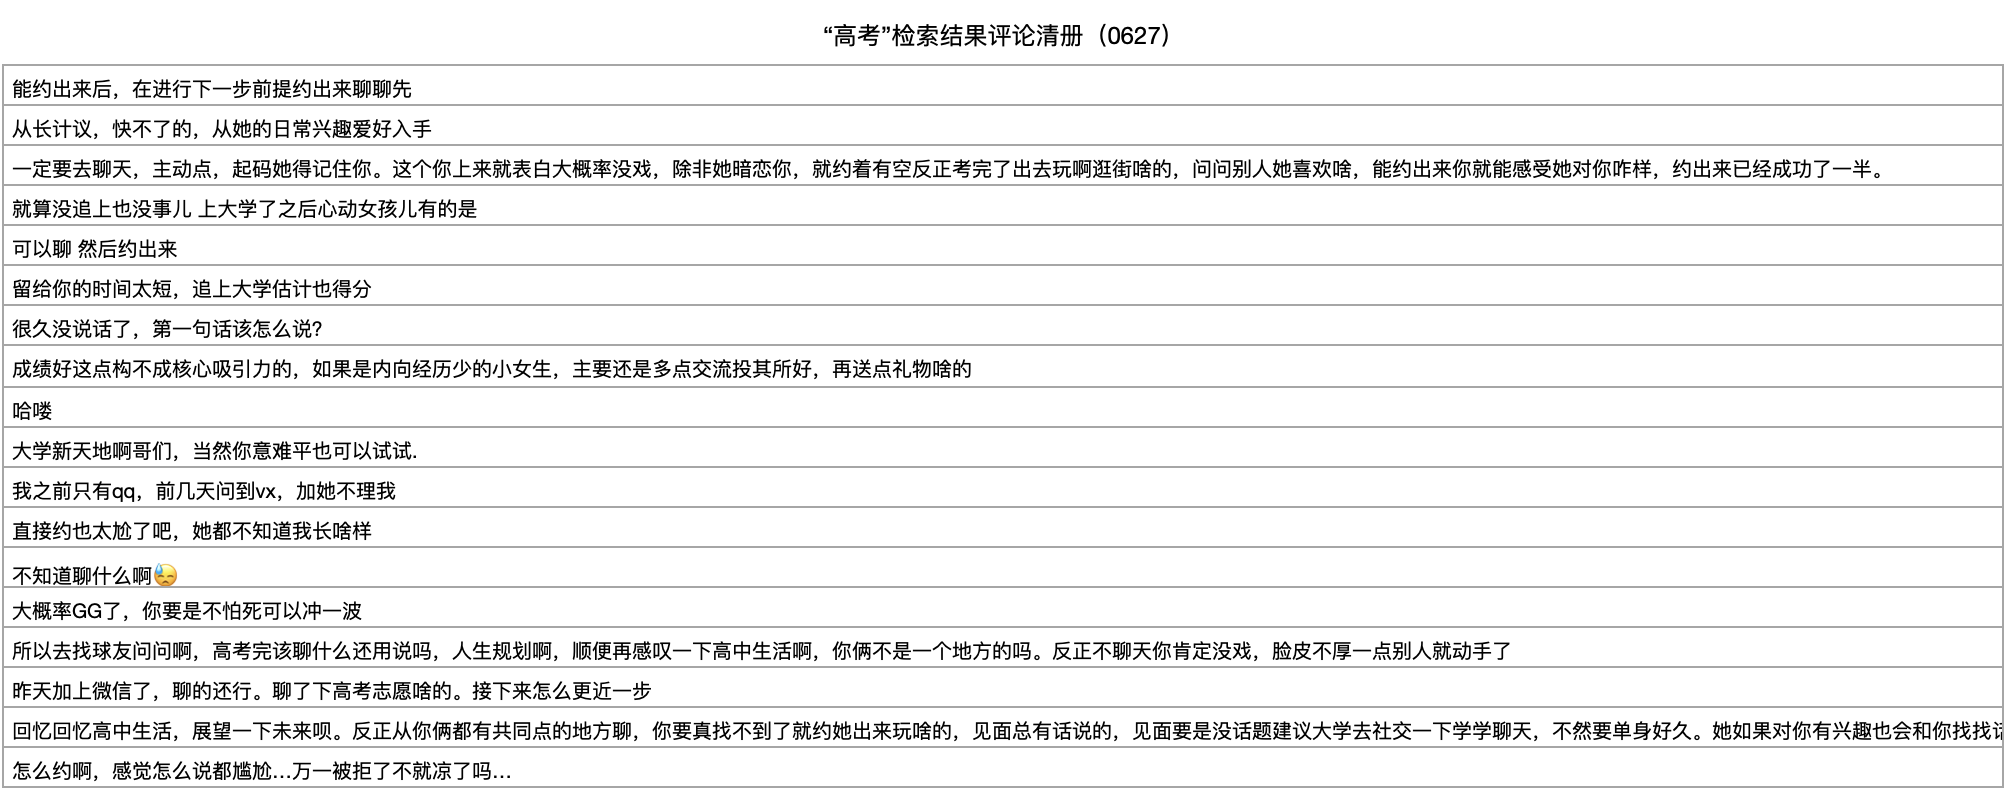 “高考”检索结果评论清册（0627）
能约出来后，在进行下一步前提约出来聊聊先
从长计议，快不了的，从她的日常兴趣爱好入手
一定要去聊天，主动点，起码她得记住你。这个你上来就表白大概率没戏，除非她暗恋你，就约着有空反正考完了出去玩啊逛街啥的，问问别人她喜欢啥，能约出来你就能感受她对你咋样，约出来已经成功了一半。
就算没追上也没事儿 上大学了之后心动女孩儿有的是
可以聊 然后约出来
留给你的时间太短，追上大学估计也得分
很久没说话了，第一句话该怎么说?
成绩好这点构不成核心吸引力的，如果是内向经历少的小女生，主要还是多点交流投其所好，再送点礼物啥的
哈喽
大学新天地啊哥们，当然你意难平也可以试试.
我之前只有qq，前几天问到vx，加她不理我
直接约也太尬了吧，她都不知道我长啥样
不知道聊什么啊😓
大概率GG了，你要是不怕死可以冲一波
所以去找球友问问啊，高考完该聊什么还用说吗，人生规划啊，顺便再感叹一下高中生活啊，你俩不是一个地方的吗。反正不聊天你肯定没戏，脸皮不厚一点别人就动手了
昨天加上微信了，聊的还行。聊了下高考志愿啥的。接下来怎么更近一步
回忆回忆高中生活，展望一下未来呗。反正从你俩都有共同点的地方聊，你要真找不到了就约她出来玩啥的，见面总有话说的，见面要是没话题建议大学去社交一下学学聊天，不然要单身好久。她如果对你有兴趣也会和你找找
怎么约啊，感觉怎么说都尴尬...万一被拒了不就凉了吗...